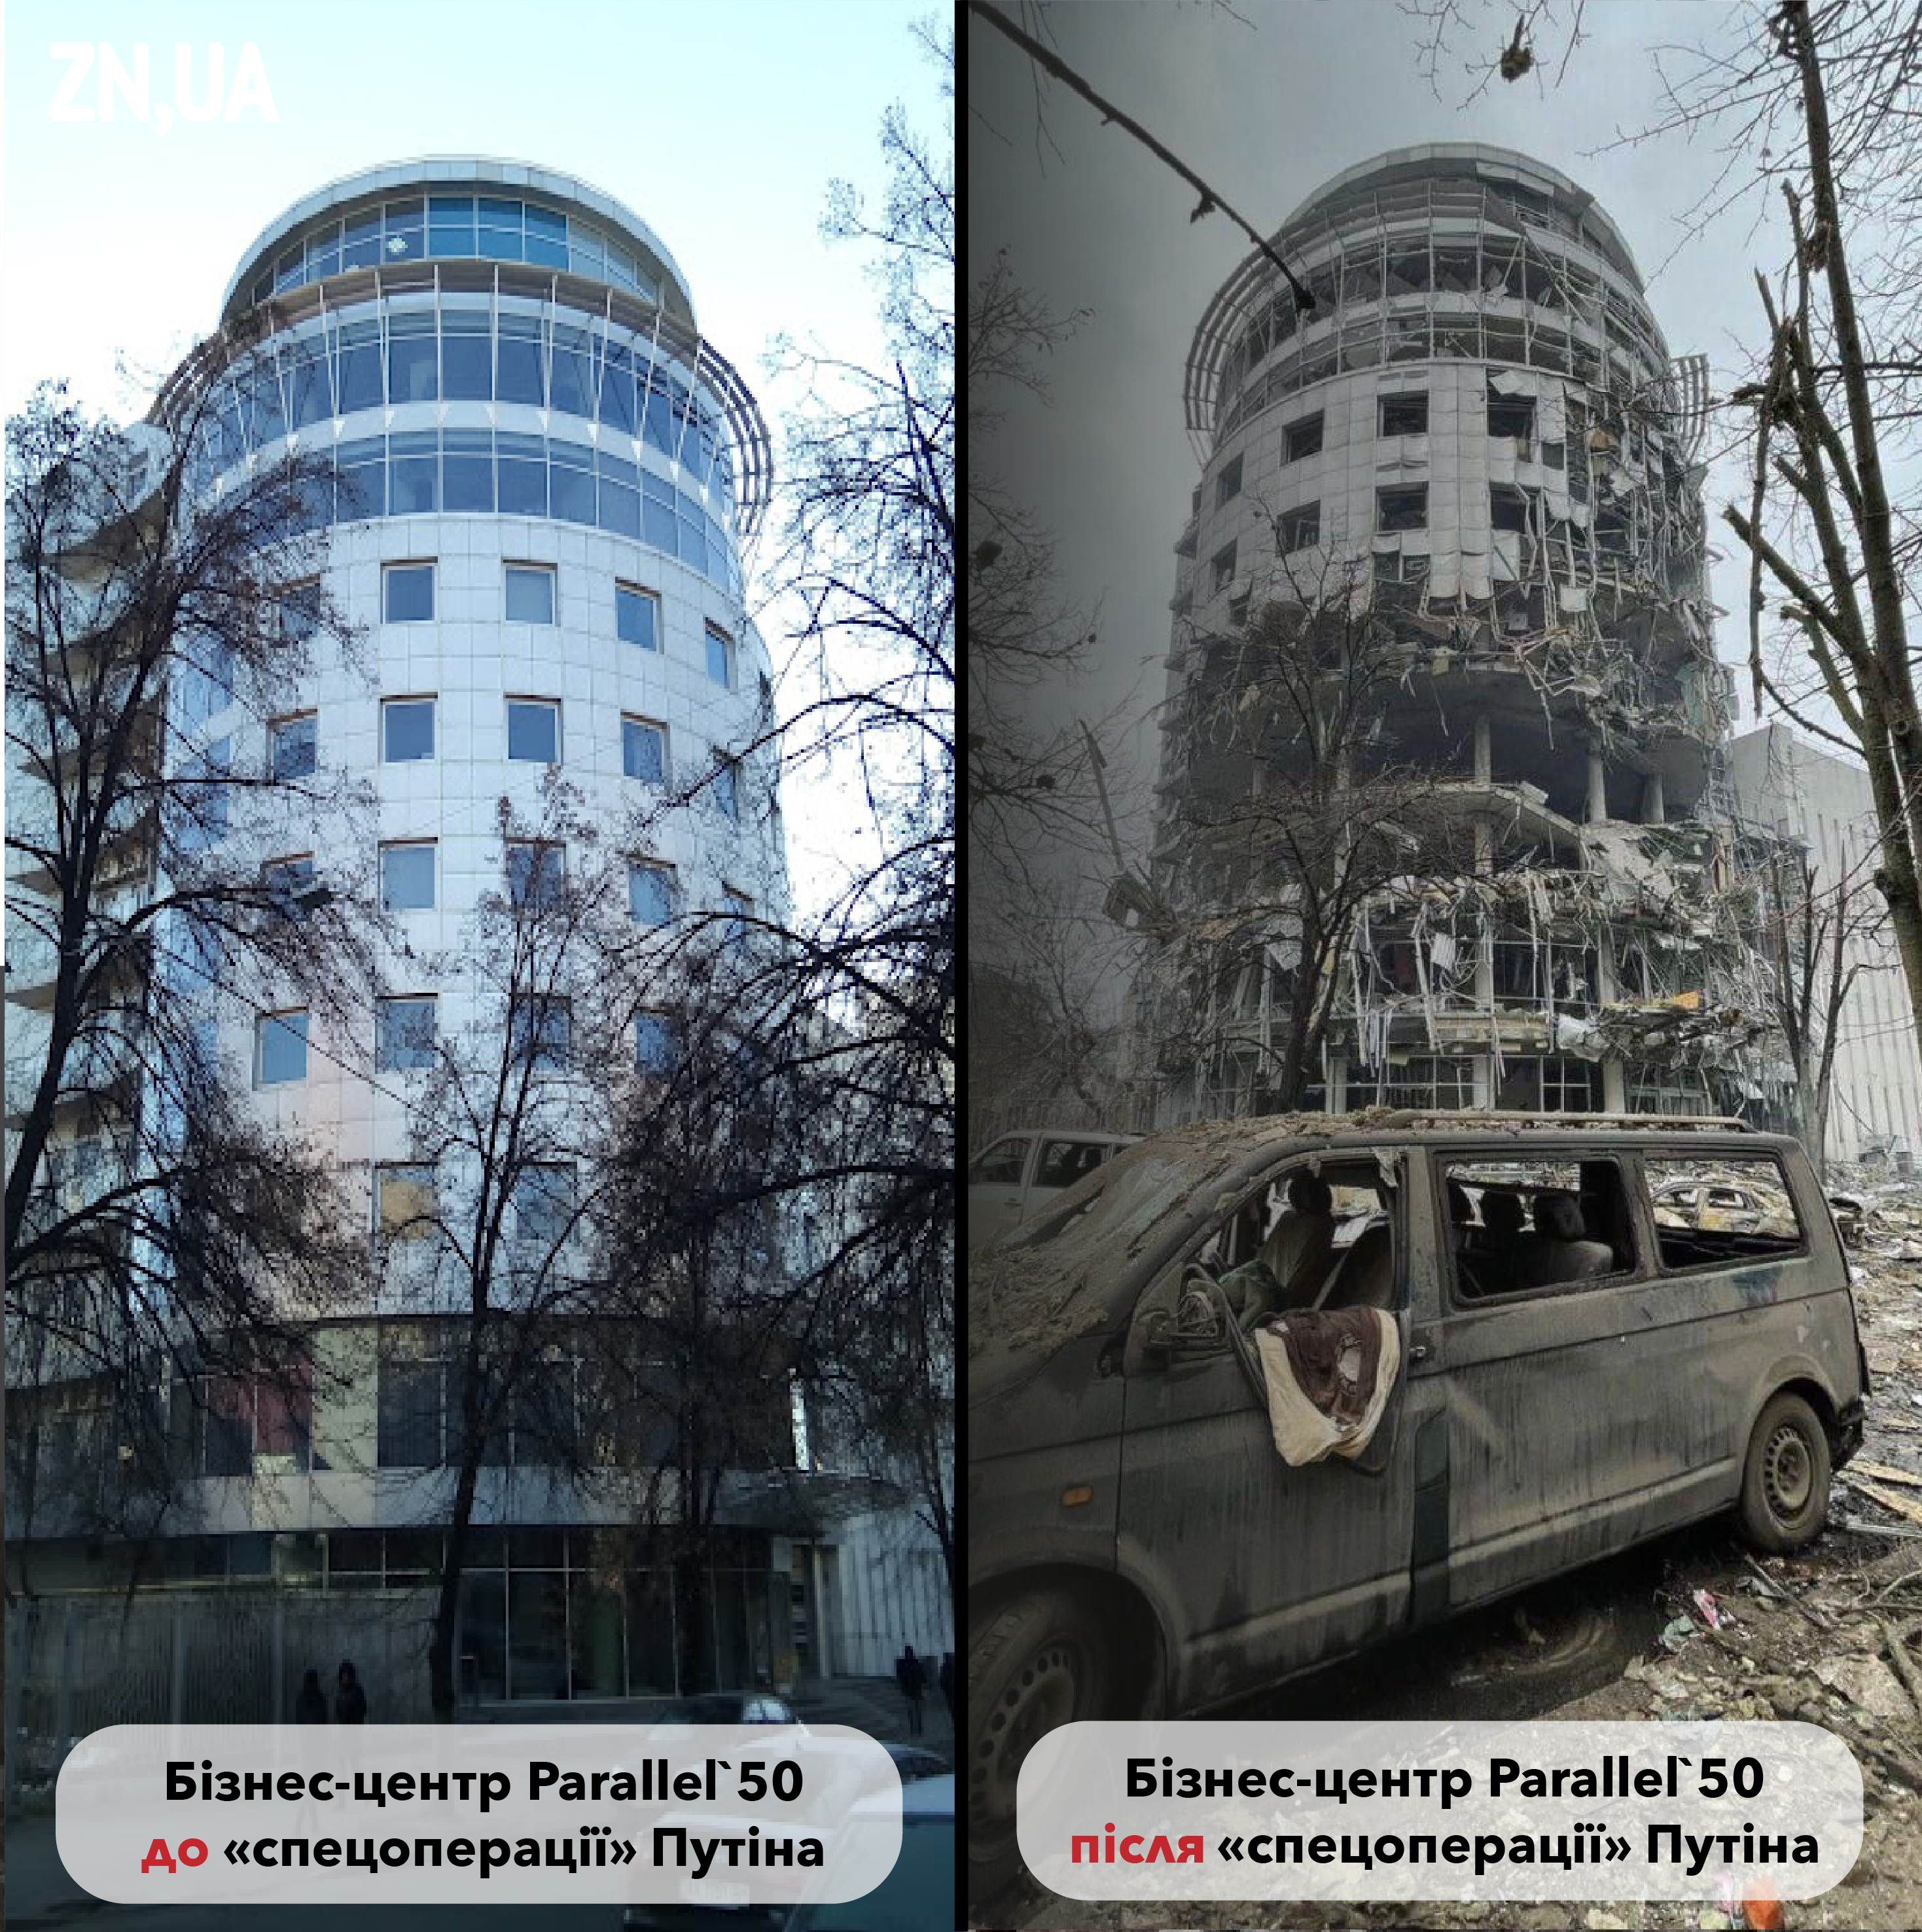 ZN,UA
Бізнес-центр Parallel`50
до «спецоперації» Путіна
Бізнес-центр Parallel`50
після «спецоперації» Путіна